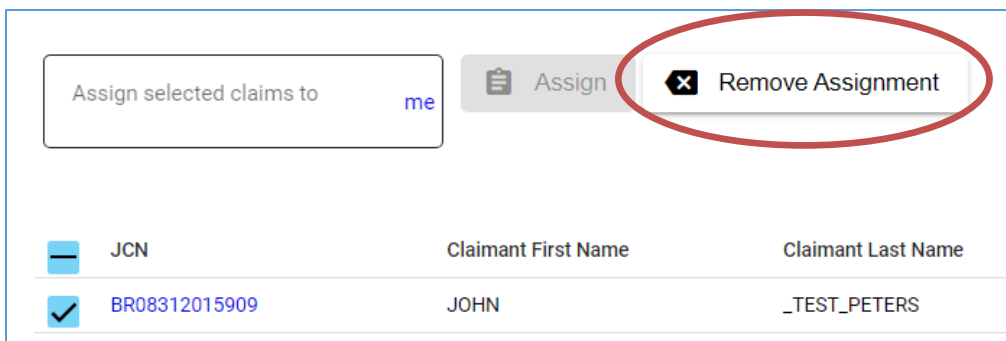 Assign selected claims to me
Assign
Remove Assignment
JCN Claimant First Name Claimant Last Name
BR08312015909 JOHN _TEST_PETERS